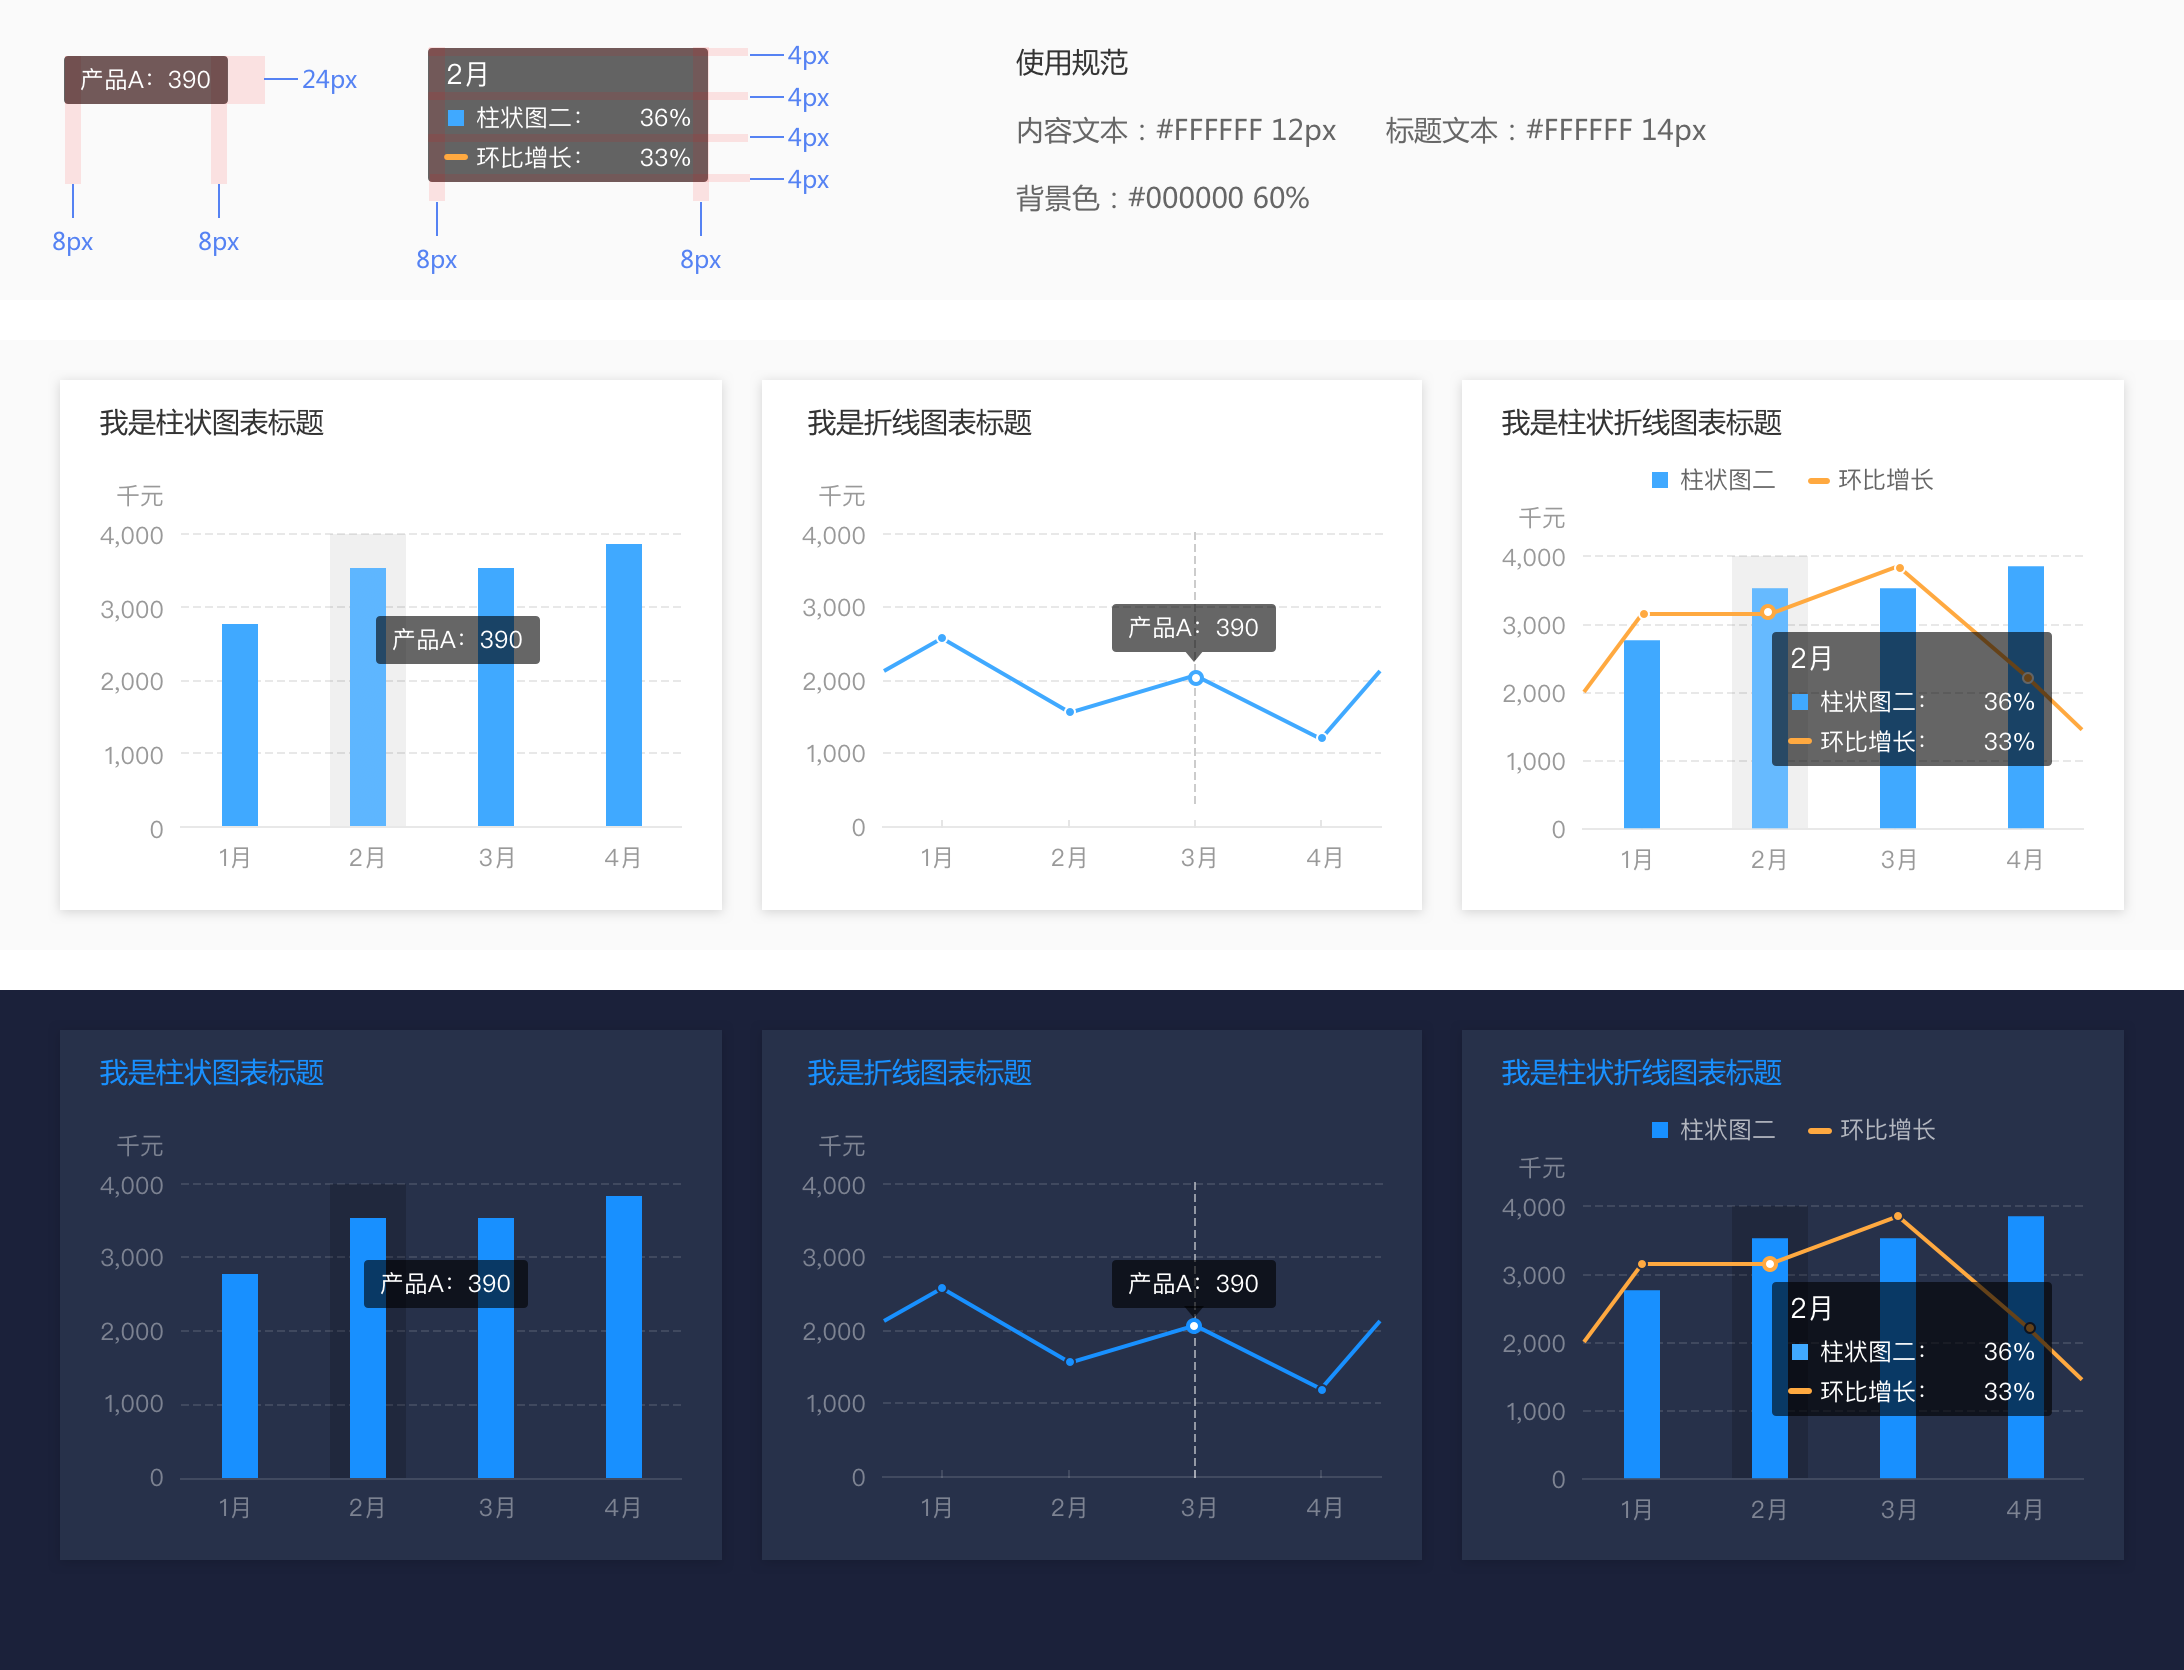 产品A：390
24px
8px
8px
2月
柱状图二： 36%
环比增长： 33%
4px
4px
4px
4px
8px
8px
使用规范
内容文本：#FFFFFF 12px 标题文本：#FFFFFF 14px
背景色：#000000 60%
我是柱状图表标题
千元
4,000
3,000
2,000
1,000
0
产品A：390
1月 2月 3月 4月
我是折线图表标题
千元
4,000
3,000
2,000
1,000
0
产品A：390
1月 2月 3月 4月
我是柱状折线图表标题
柱状图二 环比增长
千元
4,000
3,000
2,000
1,000
0
2月
柱状图二： 36%
环比增长： 33%
1月 2月 3月 4月
我是柱状图表标题
千元
4,000
3,000
2,000
1,000
0
产品A：390
1月 2月 3月 4月
我是折线图表标题
千元
4,000
3,000
2,000
1,000
0
产品A：390
1月 2月 3月 4月
我是柱状折线图表标题
柱状图二 环比增长
千元
4,000
3,000
2,000
1,000
0
2月
柱状图二： 36%
环比增长： 33%
1月 2月 3月 4月